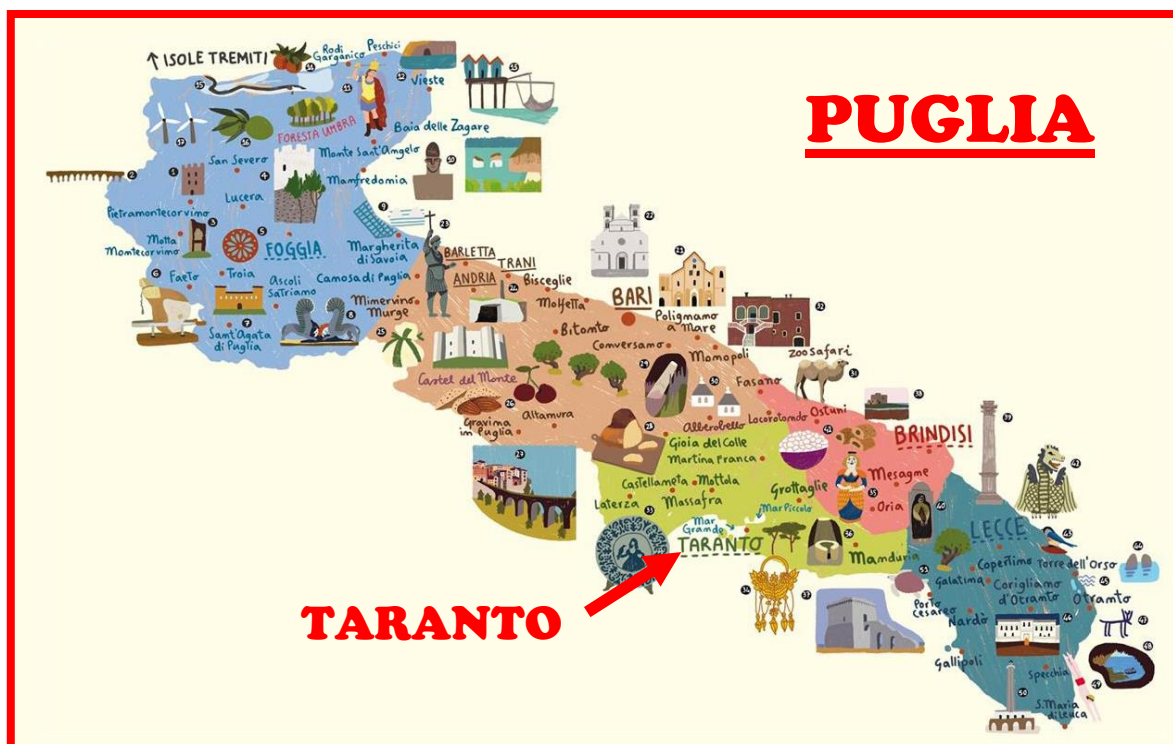 PUGLIA
↑ ISOLE TREMITI
Rodi
Garganico
Peschici
Vieste
FORESTA UMBRA
Baia delle Zagare
San Severo
Monte Sant'Angelo
Manfredonia
Lucera
Pietramontecorvino
Motta
Montecorvino
FOGGIA
Margherita
di Savoia
Faeto
Troia
Ascoli
Satriano
Canosa di Puglia
Sant'Agata
di Puglia
BARLETTA
TRANI
ANDRIA
Bisceglie
Minervino
Murge
Molfetta
BARI
Polignano
a Mare
Bitonto
Conversano
Monopoli
Zoo Safari
Castel del Monte
Fasano
Altamura
Gravina
in Puglia
Alberobello
Locorotondo
Ostuni
Gioia del Colle
Martina Franca
BRINDISI
Castellaneta
Mottola
Mesagne
Laterza
Massafra
Grottaglie
Oria
Mar
Grande
Mar Piccolo
TARANTO
Manduria
LECCE
Copertino
Torre dell'Orso
Galatina
Corigliano
d'Otranto
Otranto
Porto
Cesareo
Nardò
TARANTO
Gallipoli
Specchia
S. Maria
di Leuca